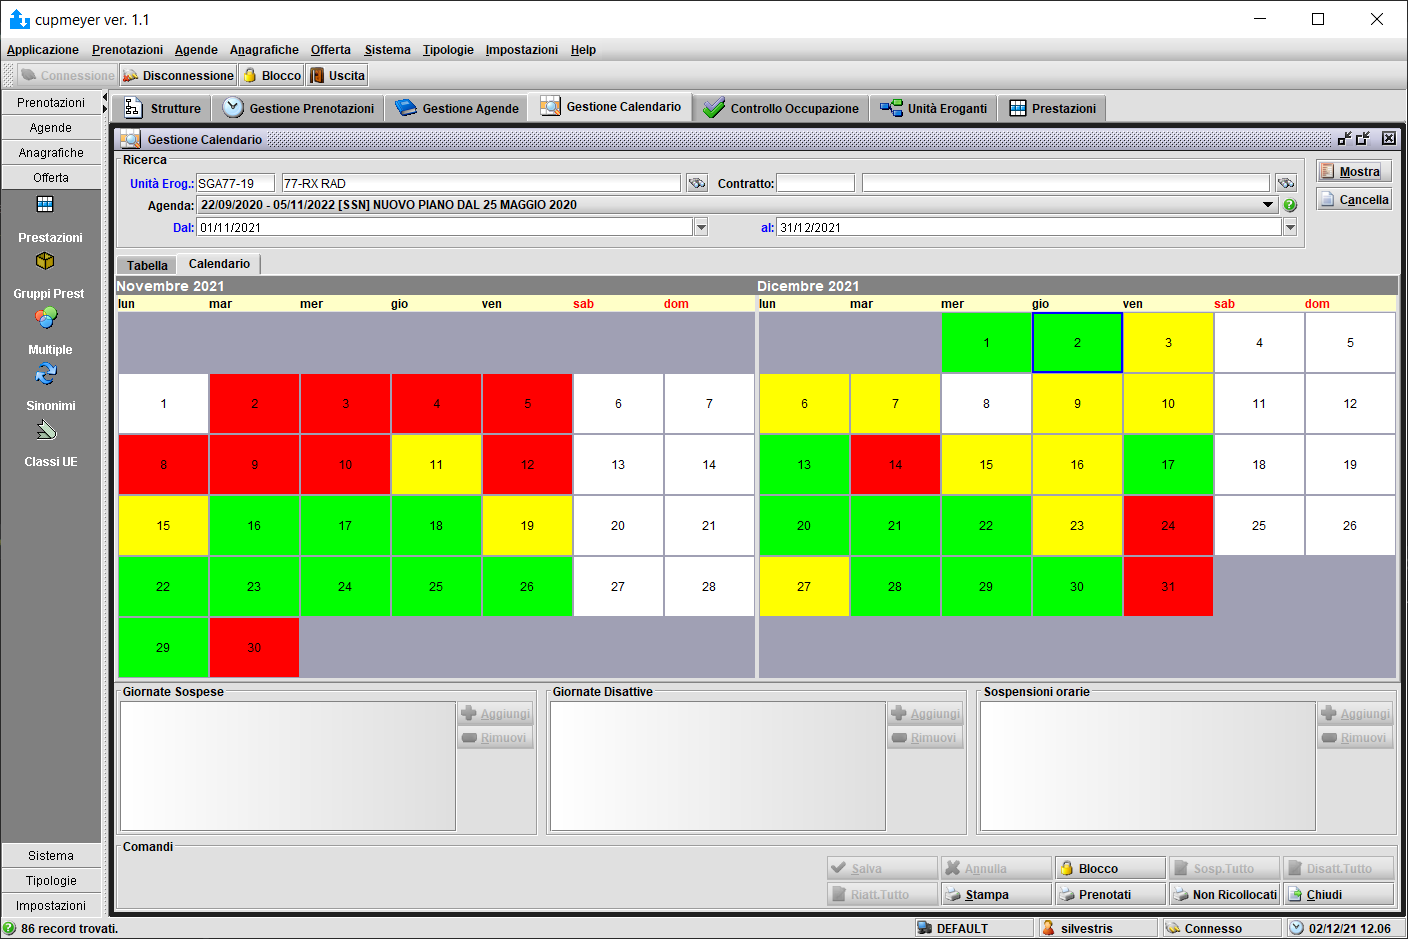 cupmeyer ver. 1.1
Applicazione Prenotazioni Agende Anagrafiche Offerta Sistema Tipologie Impostazioni Help
Connessione Disconnessione Blocco Uscita
Prenotazioni
Agende
Anagrafiche
Offerta
Prestazioni
Gruppi Prest
Multiple
Sinonimi
Classi UE
Sistema
Tipologie
Impostazioni
Strutture Gestione Prenotazioni Gestione Agende Gestione Calendario Controllo Occupazione Unità Eroganti Prestazioni
Gestione Calendario
Ricerca
Unità Erog.: SGA77-19 77-RX RAD Contratto:
Agenda: 22/09/2020 - 05/11/2022 [SSN] NUOVO PIANO DAL 25 MAGGIO 2020
Dal: 01/11/2021 al: 31/12/2021
Mostra
Cancella
Tabella Calendario
Novembre 2021
lun mar mer gio ven sab dom
1 2 3 4 5 6 7
8 9 10 11 12 13 14
15 16 17 18 19 20 21
22 23 24 25 26 27 28
29 30
Dicembre 2021
lun mar mer gio ven sab dom
1 2 3 4 5
6 7 8 9 10 11 12
13 14 15 16 17 18 19
20 21 22 23 24 25 26
27 28 29 30 31
Giornate Sospese
Aggiungi
Rimuovi
Giornate Disattive
Aggiungi
Rimuovi
Sospensioni orarie
Aggiungi
Rimuovi
Comandi
Salva Annulla Blocco Sosp.Tutto Disatt.Tutto
Riatt.Tutto Stampa Prenotati Non Ricollocati Chiudi
86 record trovati. DEFAULT silvestris Connesso 02/12/21 12.06